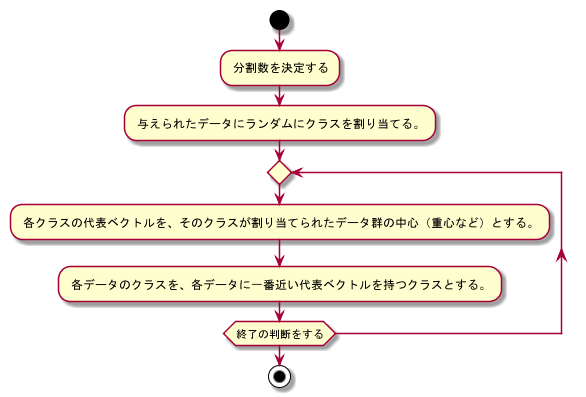 分割数を決定する
与えられたデータにランダムにクラスを割り当てる。
各クラスの代表ベクトルを、そのクラスが割り当てられたデータ群の中心（重心など）とする。
各データのクラスを、各データに一番近い代表ベクトルを持つクラスとする。
終了の判断をする